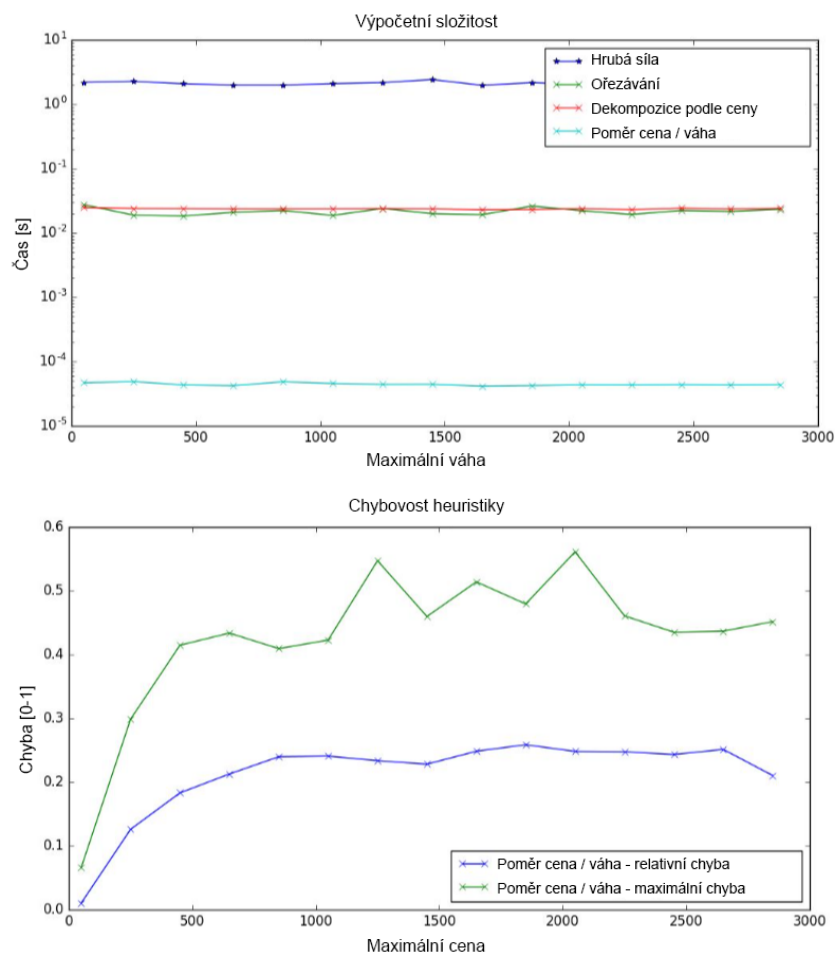 Výpočetní složitost
10^1
10^0
10^-1
10^-2
10^-3
10^-4
10^-5
Čas [s]
Hrubá síla
Ořezávání
Dekompozice podle ceny
Poměr cena / váha
0 500 1000 1500 2000 2500 3000
Maximální váha
Chybovost heuristiky
0.6
0.5
0.4
0.3
0.2
0.1
0.0
Chyba [0-1]
Poměr cena / váha - relativní chyba
Poměr cena / váha - maximální chyba
0 500 1000 1500 2000 2500 3000
Maximální cena